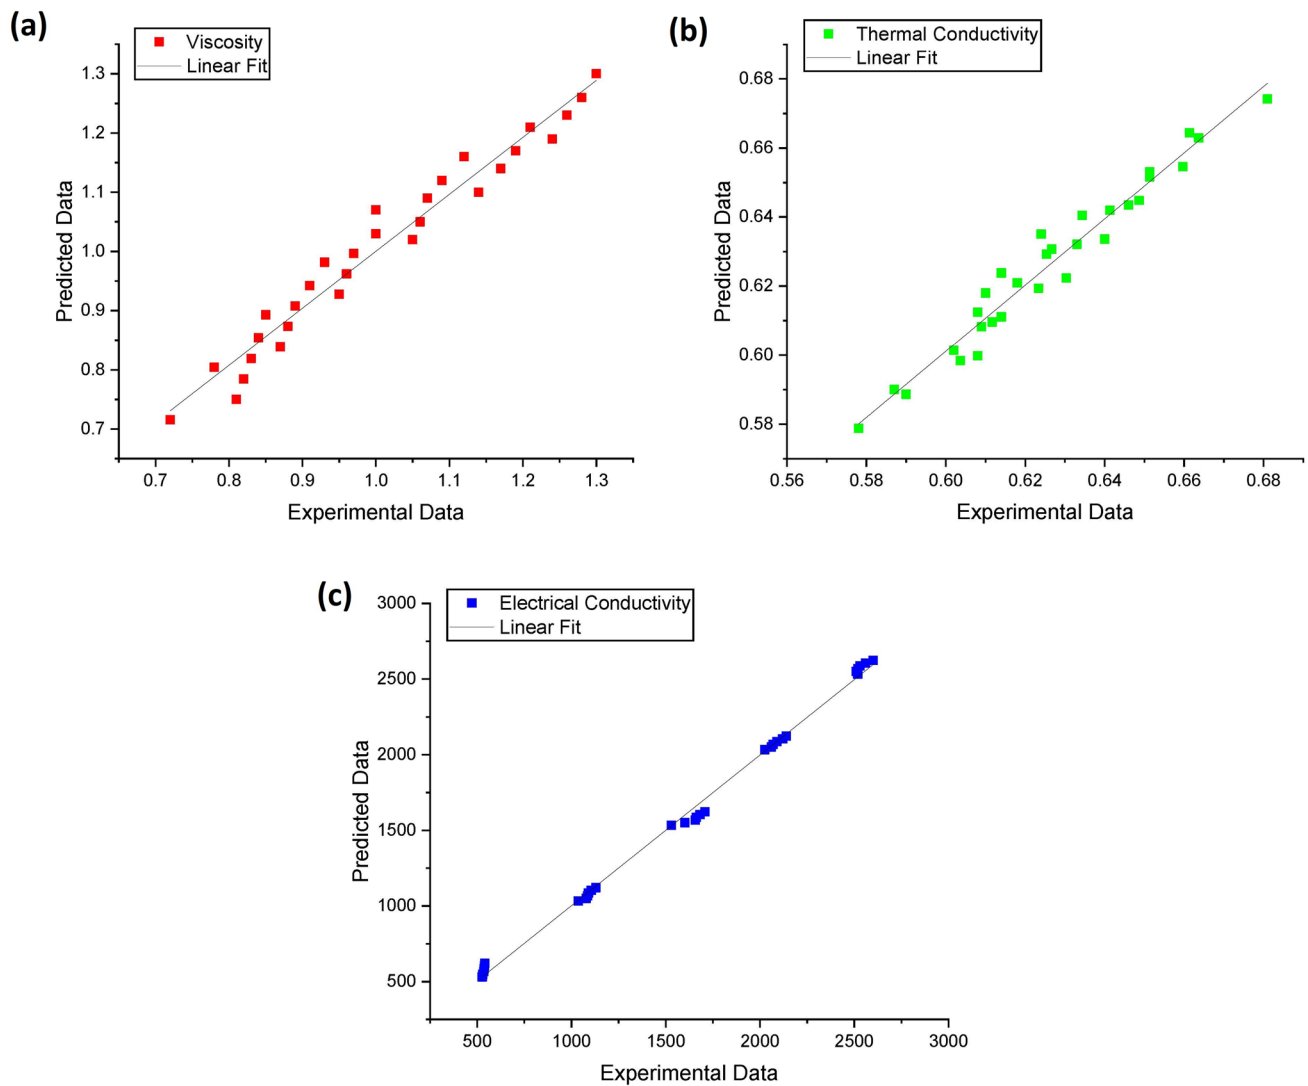 (a)
Viscosity
Linear Fit
1.3
1.2
1.1
1.0
0.9
0.8
0.7
Predicted Data
0.7 0.8 0.9 1.0 1.1 1.2 1.3
Experimental Data
(b)
Thermal Conductivity
Linear Fit
0.68
0.66
0.64
0.62
0.60
0.58
Predicted Data
0.56 0.58 0.60 0.62 0.64 0.66 0.68
Experimental Data
(c)
Electrical Conductivity
Linear Fit
3000
2500
2000
1500
1000
500
Predicted Data
500 1000 1500 2000 2500 3000
Experimental Data